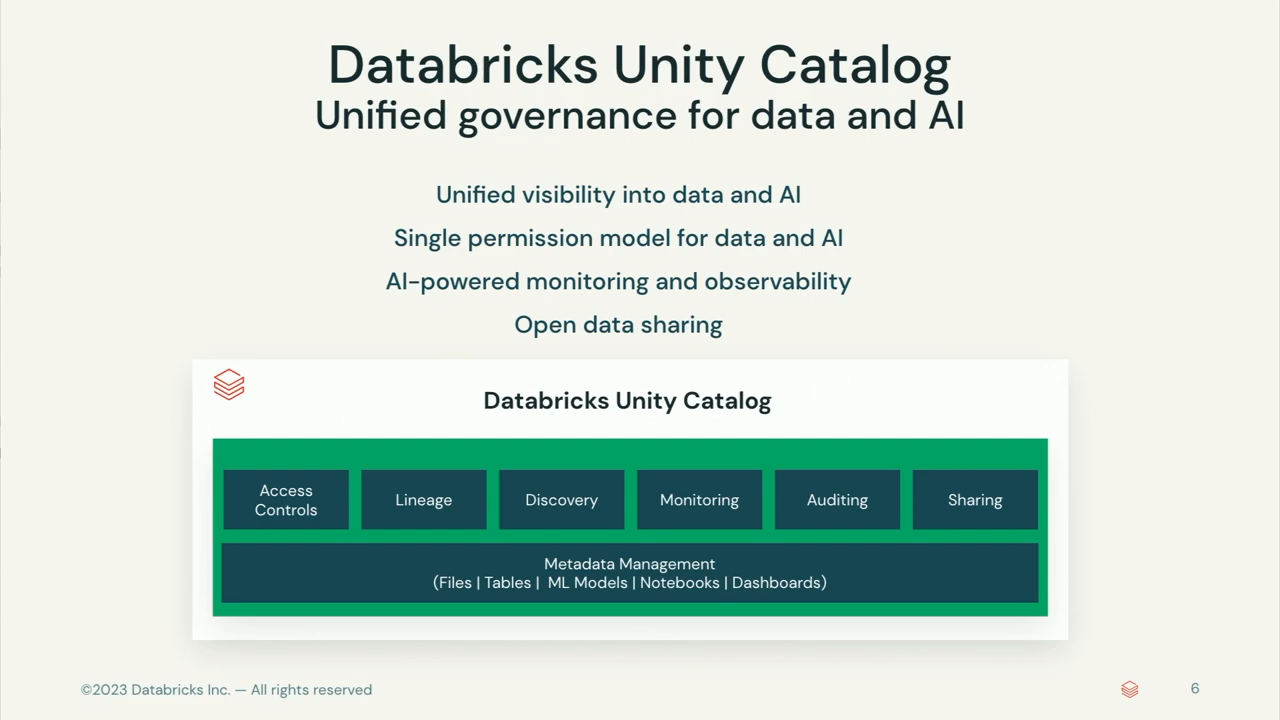 Databricks Unity Catalog
Unified governance for data and AI
Unified visibility into data and AI
Single permission model for data and AI
AI-powered monitoring and observability
Open data sharing
Databricks Unity Catalog
Access
Controls
Lineage
Discovery
Monitoring
Auditing
Sharing
Metadata Management
(Files | Tables | ML Models | Notebooks | Dashboards)
©2023 Databricks Inc. — All rights reserved
6